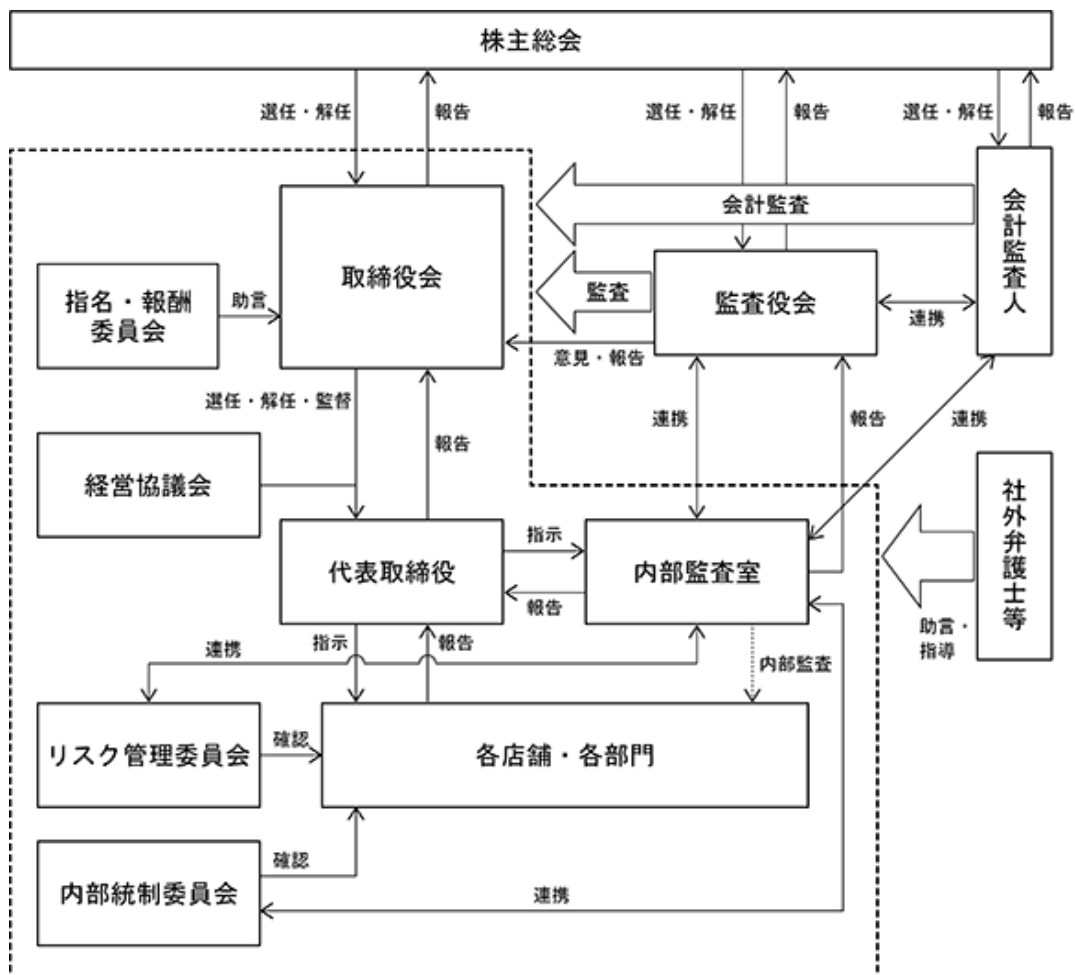 株主総会
選任・解任
報告
選任・解任
報告
選任・解任
報告
会計監査
会計監査人
取締役会
指名・報酬
委員会
助言
監査
監査役会
連携
意見・報告
選任・解任・監督
報告
連携
報告
連携
経営協議会
社外弁護士等
代表取締役
指示
報告
内部監査室
助言・
指導
連携
指示
報告
内部監査
リスク管理委員会
確認
各店舗・各部門
内部統制委員会
確認
連携